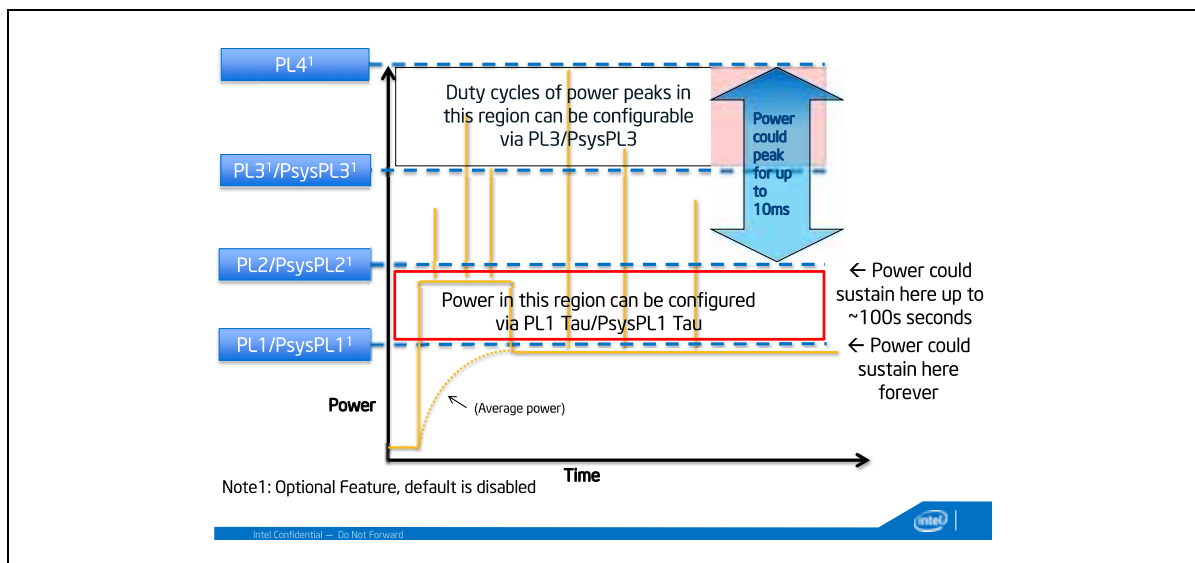 PL4¹
Duty cycles of power peaks in
this region can be configurable
via PL3/PsysPL3
Power
could
peak
for up
to
10ms
PL3¹/PsysPL3¹
PL2/PsysPL2¹
← Power could
sustain here up to
~100s seconds
Power in this region can be configured
via PL1 Tau/PsysPL1 Tau
PL1/PsysPL1¹
← Power could
sustain here
forever
Power
(Average power)
Time
Note1: Optional Feature, default is disabled
Intel Confidential — Do Not Forward
intel